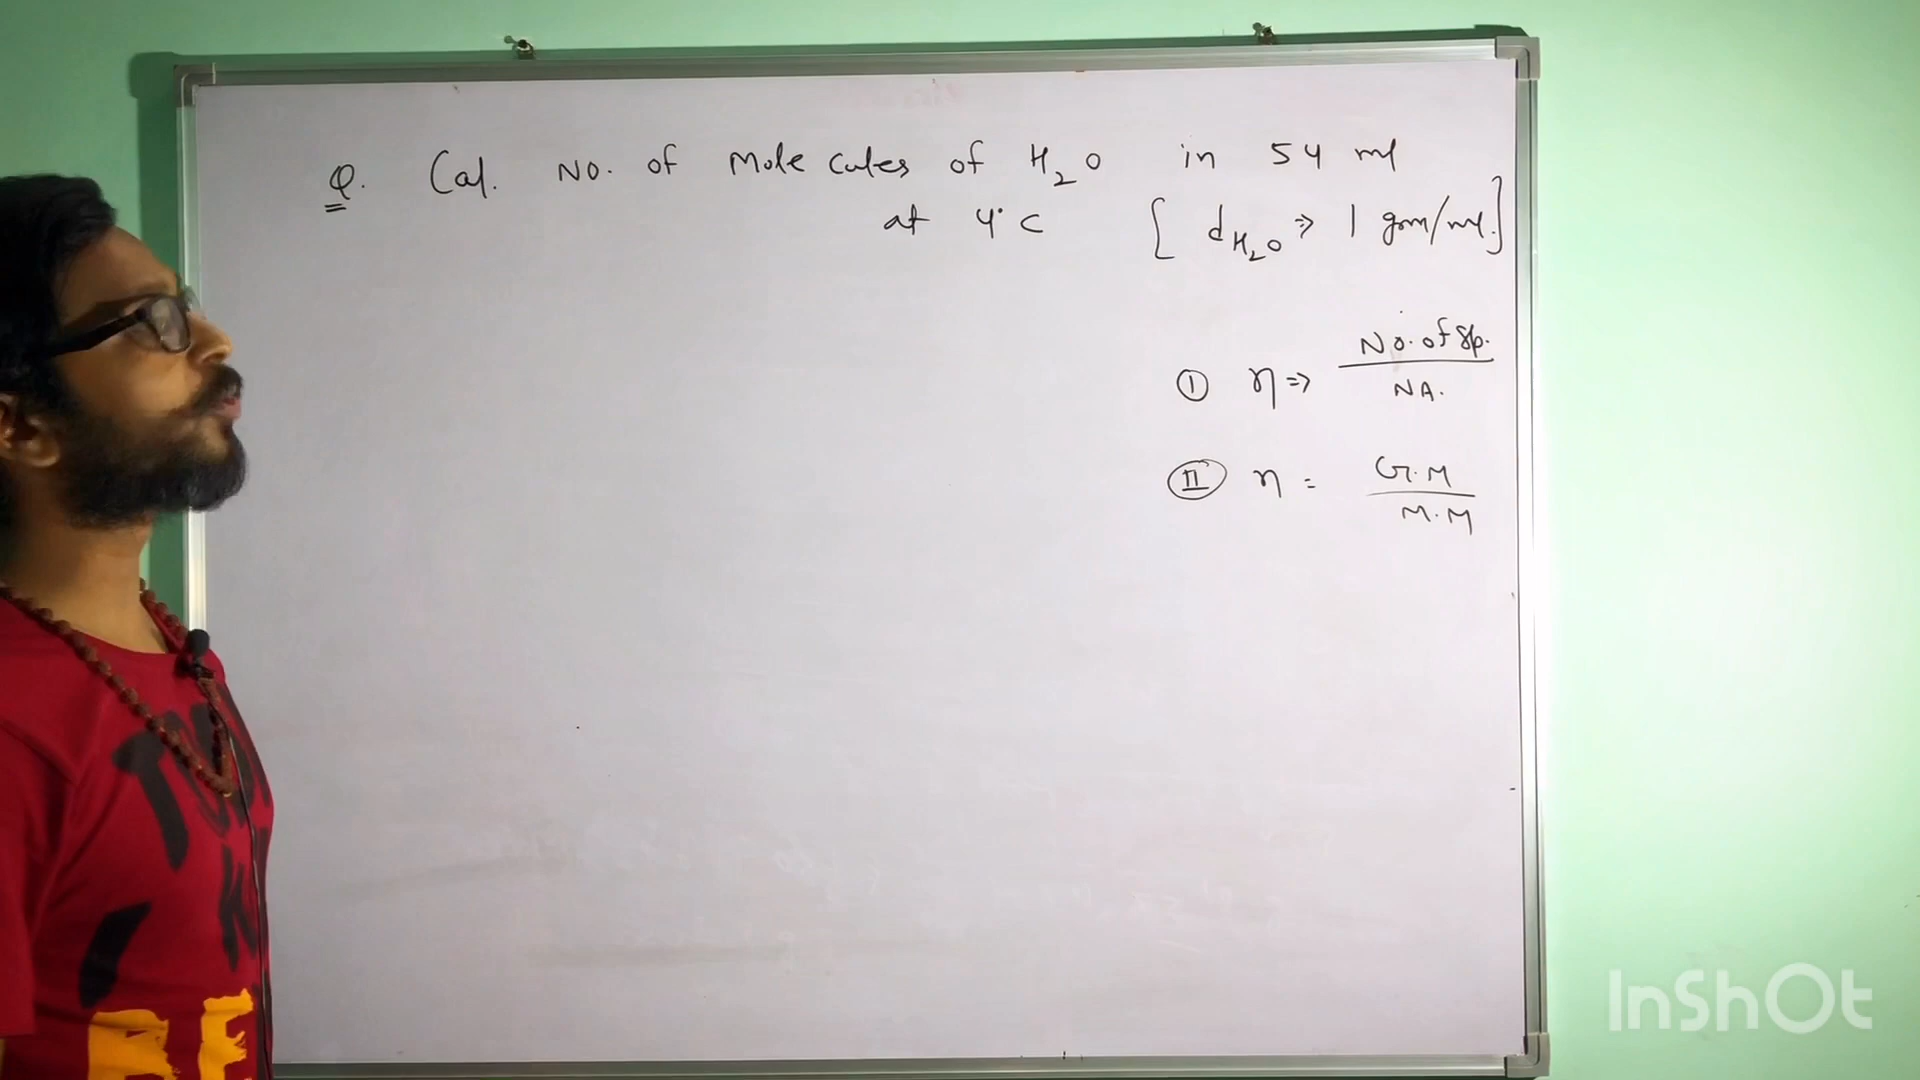 Q. Cal. No. of Molecules of H₂O in 54 ml
at 4°C [ dH₂O ⇒ 1 gm/ml.]
① η ⇒ No. of Sp. / NA.
Ⅱ η = G.M / M.M
BE
InShOt